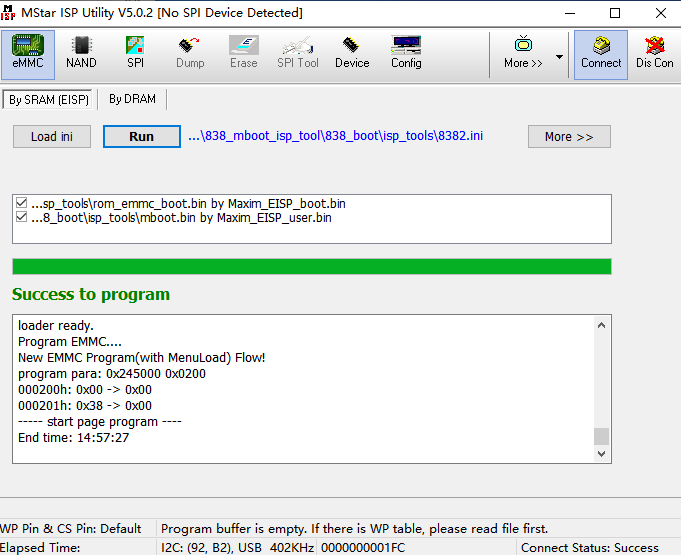 MStar ISP Utility V5.0.2 [No SPI Device Detected]
eMMC NAND SPI Dump Erase SPI Tool Device Config More >> Connect Dis Con
By SRAM (EISP) By DRAM
Load ini Run ...\838_mboot_isp_tool\838_boot\isp_tools\8382.ini More >>
...sp_tools\rom_emmc_boot.bin by Maxim_EISP_boot.bin
...8_boot\isp_tools\mboot.bin by Maxim_EISP_user.bin
Success to program
loader ready.
Program EMMC....
New EMMC Program(with MenuLoad) Flow!
program para: 0x245000 0x0200
000200h: 0x00 -> 0x00
000201h: 0x38 -> 0x00
----- start page program ----
End time: 14:57:27
WP Pin & CS Pin: Default Program buffer is empty. If there is WP table, please read file first.
Elapsed Time: I2C: (92, B2), USB 402KHz 0000000001FC Connect Status: Success